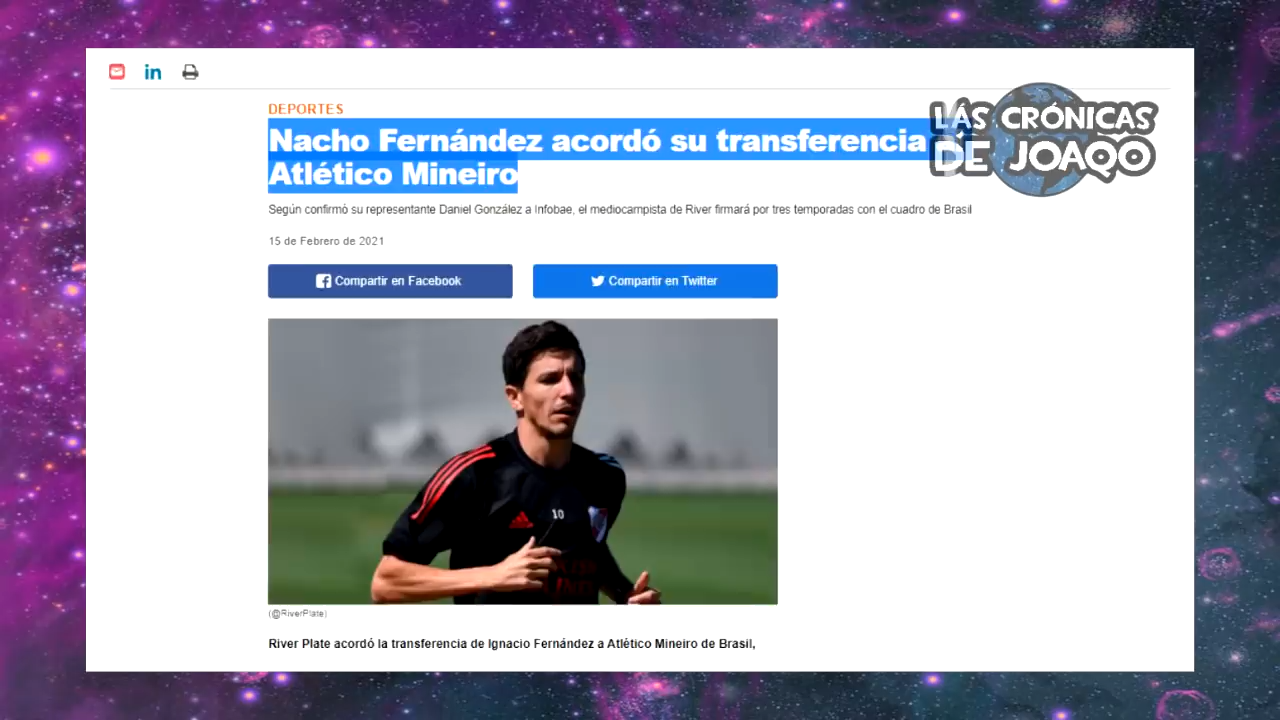 DEPORTES
Nacho Fernández acordó su transferencia
Atlético Mineiro
LAS CRÓNICAS
DE JOAQO
Según confirmó su representante Daniel González a Infobae, el mediocampista de River firmará por tres temporadas con el cuadro de Brasil
15 de Febrero de 2021
Compartir en Facebook
Compartir en Twitter
10
(@RiverPlate)
River Plate acordó la transferencia de Ignacio Fernández a Atlético Mineiro de Brasil,